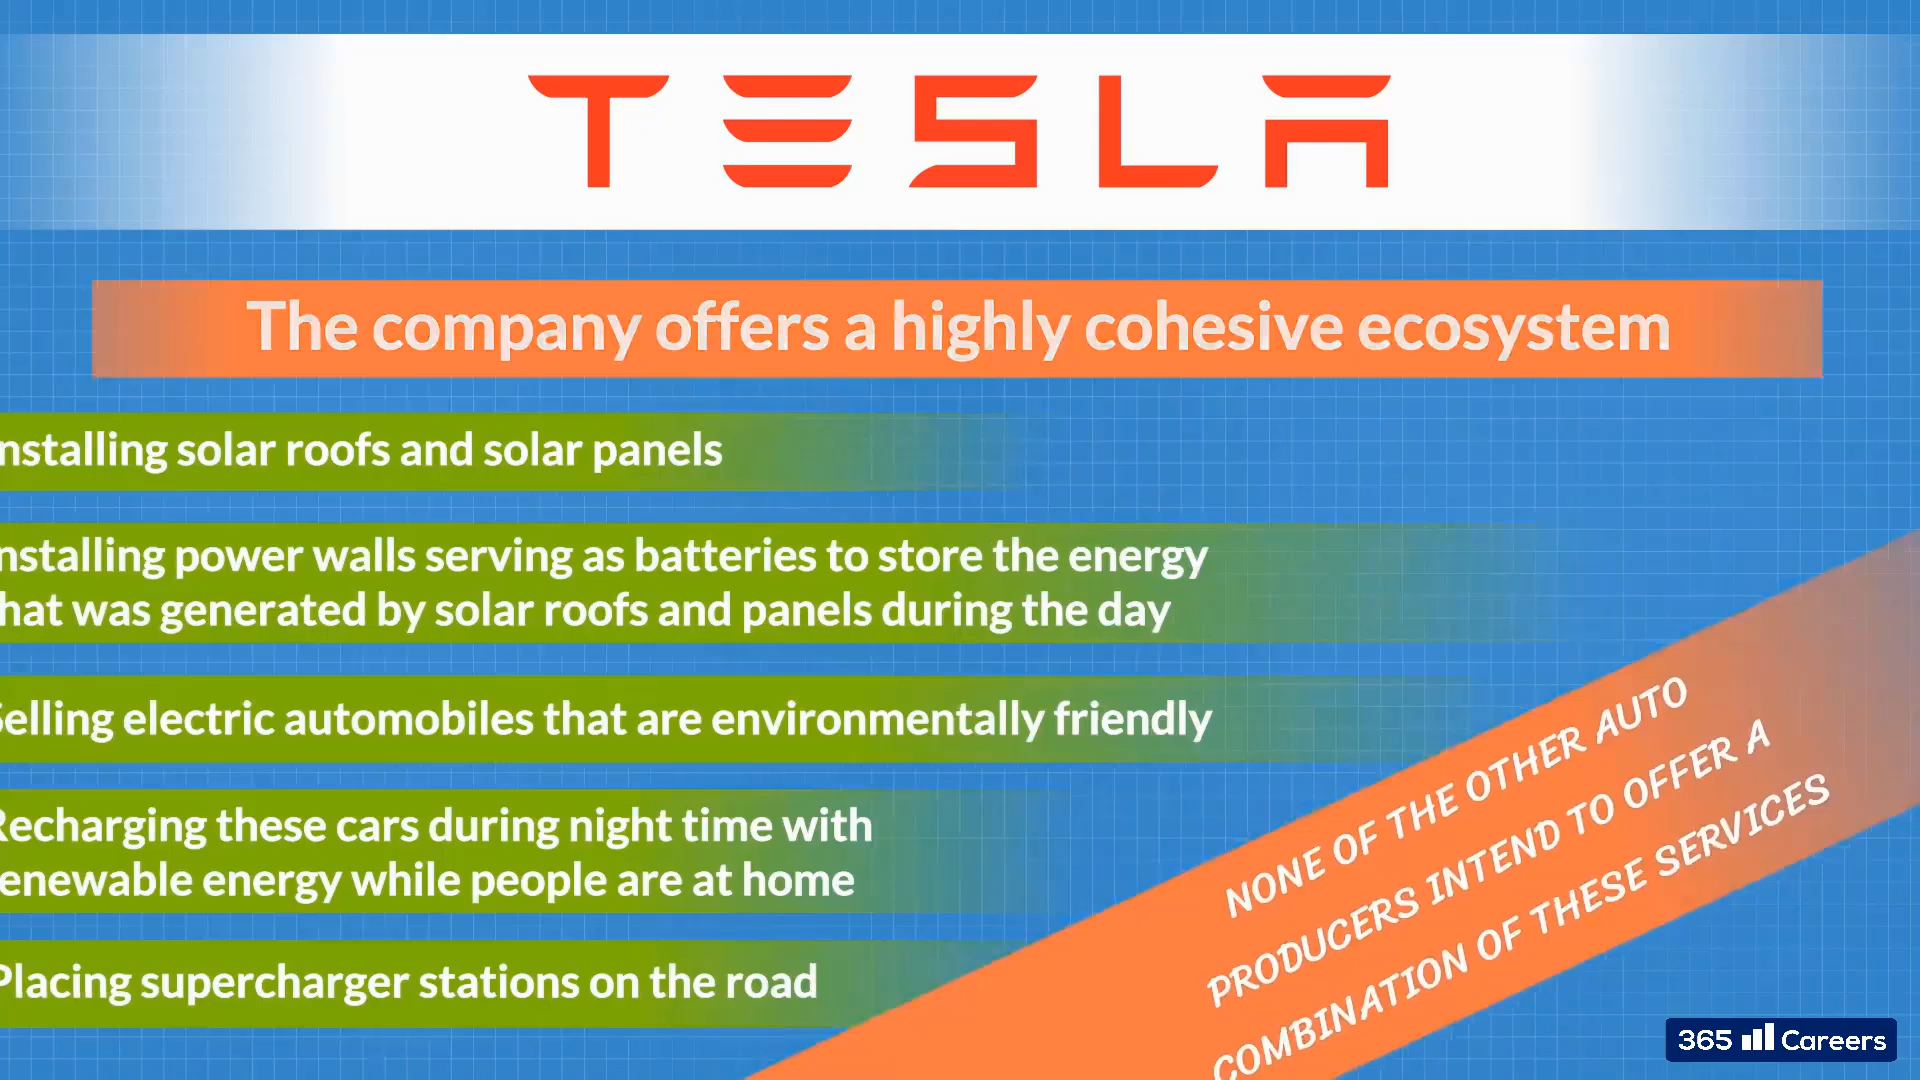 TESLA
The company offers a highly cohesive ecosystem
nstalling solar roofs and solar panels
nstalling power walls serving as batteries to store the energy
hat was generated by solar roofs and panels during the day
Selling electric automobiles that are environmentally friendly
Recharging these cars during night time with
enewable energy while people are at home
Placing supercharger stations on the road
NONE OF THE OTHER AUTO
PRODUCERS INTEND TO OFFER A
COMBINATION OF THESE SERVICES
365 Careers